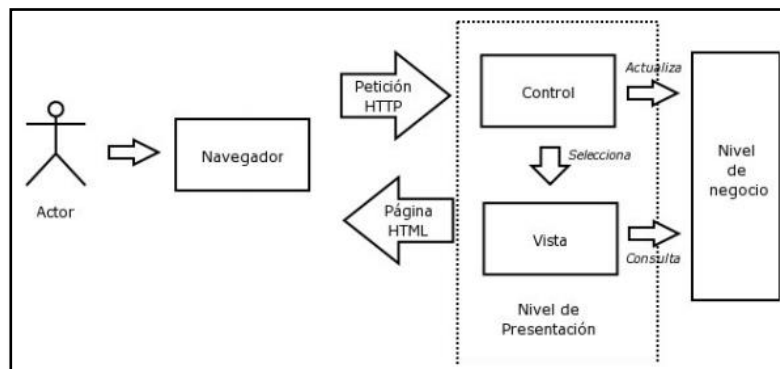 Actor
Navegador
Petición
HTTP
Página
HTML
Control
Actualiza
Selecciona
Vista
Consulta
Nivel de
Presentación
Nivel
de
negocio